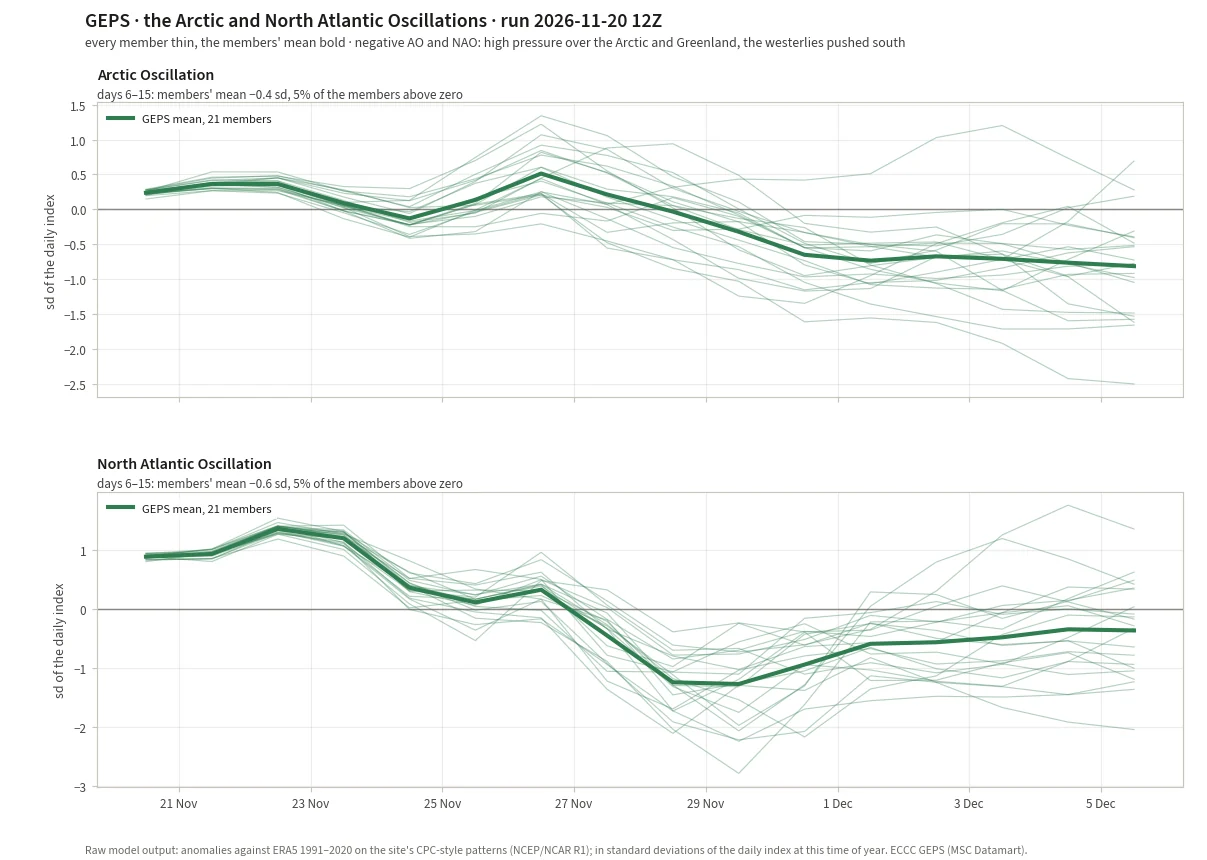 GEPS · the Arctic and North Atlantic Oscillations · run 2026-11-20 12Z
every member thin, the members' mean bold · negative AO and NAO: high pressure over the Arctic and Greenland, the westerlies pushed south
Arctic Oscillation
days 6–15: members' mean −0.4 sd, 5% of the members above zero
GEPS mean, 21 members
sd of the daily index
1.5
1.0
0.5
0.0
−0.5
−1.0
−1.5
−2.0
−2.5
North Atlantic Oscillation
days 6–15: members' mean −0.6 sd, 5% of the members above zero
GEPS mean, 21 members
sd of the daily index
1
0
−1
−2
−3
21 Nov 23 Nov 25 Nov 27 Nov 29 Nov 1 Dec 3 Dec 5 Dec
Raw model output: anomalies against ERA5 1991–2020 on the site's CPC-style patterns (NCEP/NCAR R1); in standard deviations of the daily index at this time of year. ECCC GEPS (MSC Datamart).